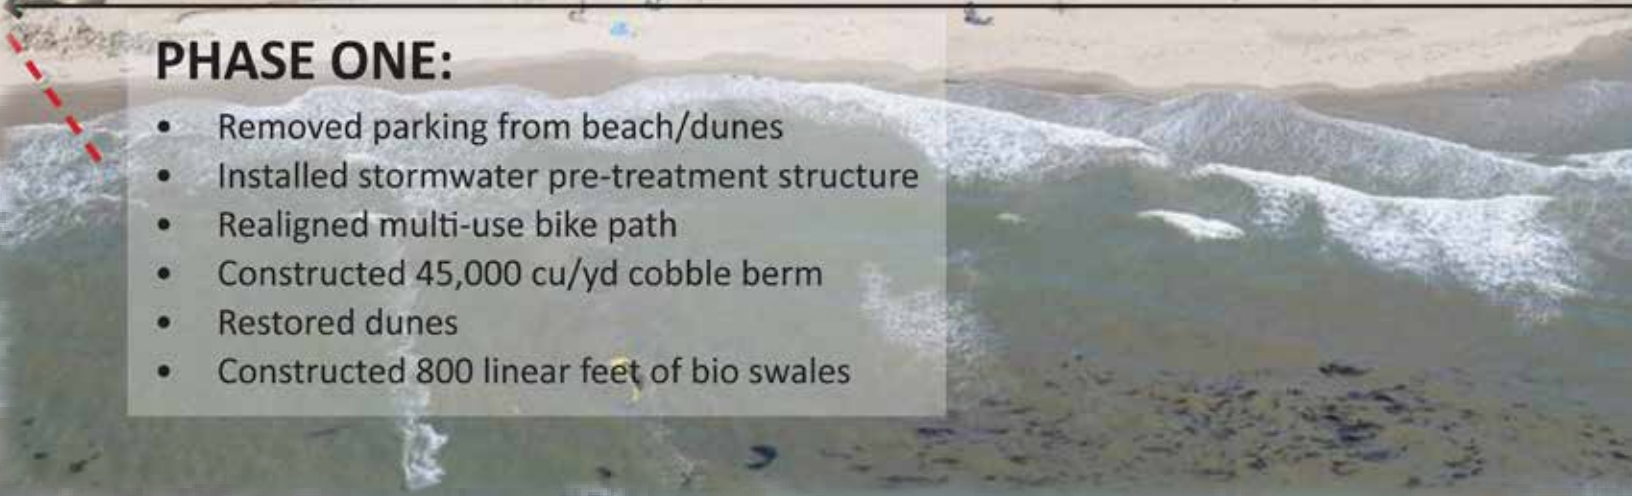 PHASE ONE:
• Removed parking from beach/dunes
• Installed stormwater pre-treatment structure
• Realigned multi-use bike path
• Constructed 45,000 cu/yd cobble berm
• Restored dunes
• Constructed 800 linear feet of bio swales